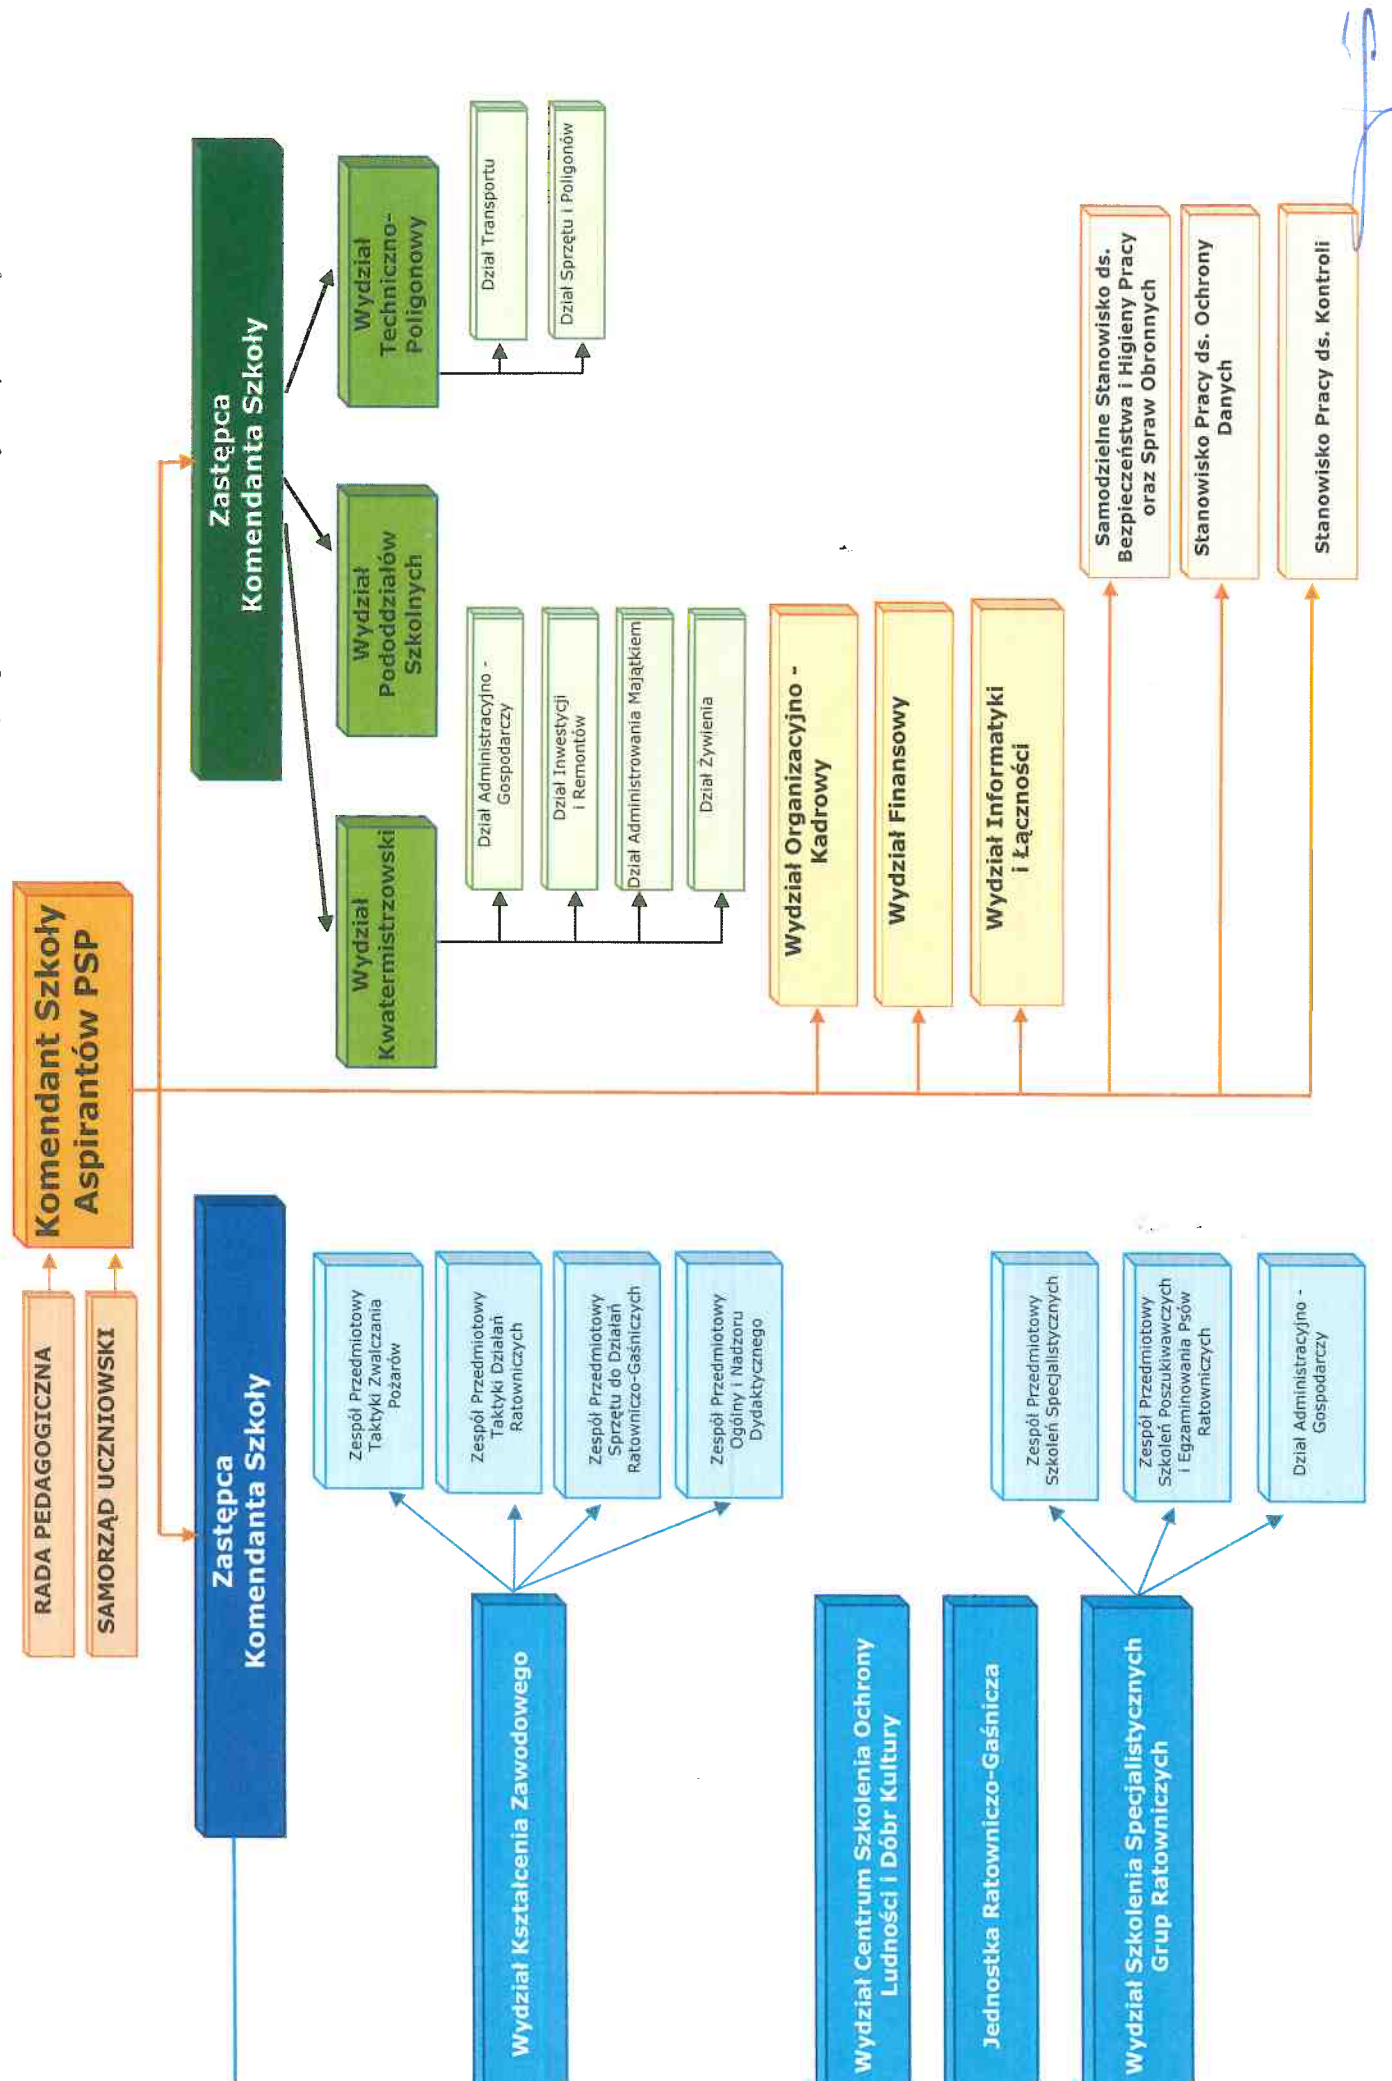 RADA PEDAGOGICZNA
SAMORZĄD UCZNIOWSKI
Komendant Szkoły
Aspirantów PSP
Zastępca
Komendanta Szkoły
Zastępca
Komendanta Szkoły
Wydział Kształcenia Zawodowego
Zespół Przedmiotowy
Taktyki Zwalczania
Pożarów
Zespół Przedmiotowy
Taktyki Działań
Ratowniczych
Zespół Przedmiotowy
Sprzętu do Działań
Ratowniczo-Gaśniczych
Zespół Przedmiotowy
Ogólny i Nadzoru
Dydaktycznego
Wydział Centrum Szkolenia Ochrony
Ludności i Dóbr Kultury
Jednostka Ratowniczo-Gaśnicza
Wydział Szkolenia Specjalistycznych
Grup Ratowniczych
Zespół Przedmiotowy
Szkoleń Specjalistycznych
Zespół Przedmiotowy
Szkoleń Poszukiwawczych
i Egzaminowania Psów
Ratowniczych
Dział Administracyjno -
Gospodarczy
Wydział
Kwatermistrzowski
Wydział
Pododdziałów
Szkolnych
Wydział
Techniczno-
Poligonowy
Dział Administracyjno -
Gospodarczy
Dział Inwestycji
i Remontów
Dział Administrowania Majątkiem
Dział Żywienia
Dział Transportu
Dział Sprzętu i Poligonów
Wydział Organizacyjno -
Kadrowy
Wydział Finansowy
Wydział Informatyki
i Łączności
Samodzielne Stanowisko ds.
Bezpieczeństwa i Higieny Pracy
oraz Spraw Obronnych
Stanowisko Pracy ds. Ochrony
Danych
Stanowisko Pracy ds. Kontroli